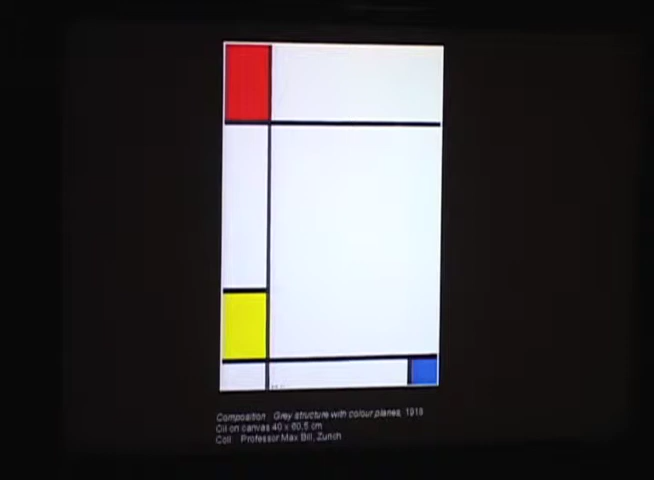 Composition : Grey structure with colour planes, 1918
Oil on canvas 40 x 60,5 cm
Coll : Professor Max Bill, Zurich